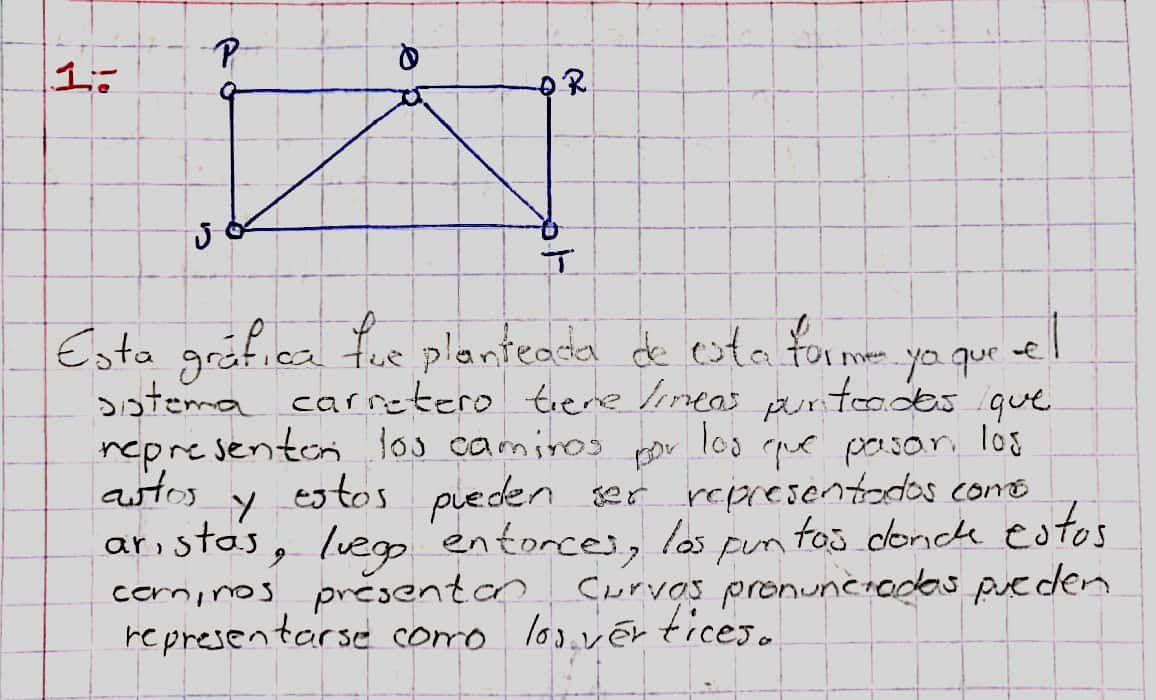 1:-
P
Q
R
S
T
Esta gráfica fue planteada de esta forma ya que el
sistema carretero tiene líneas punteadas que
representan los caminos por los que pasan los
autos y estos pueden ser representados como
aristas, luego entonces, los puntos donde estos
caminos presentan curvas pronunciadas pueden
representarse como los vértices.